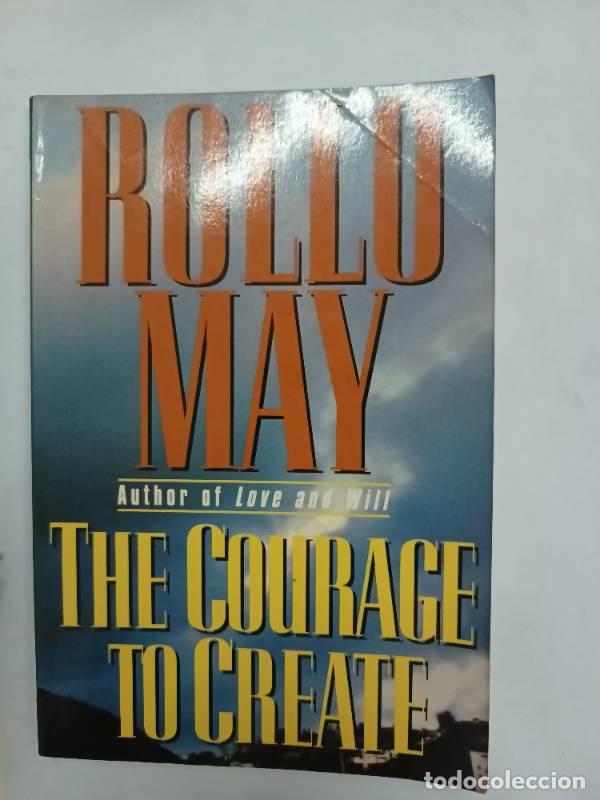 ROLLO
MAY
Author of Love and Will
THE COURAGE
TO CREATE
todocoleccion